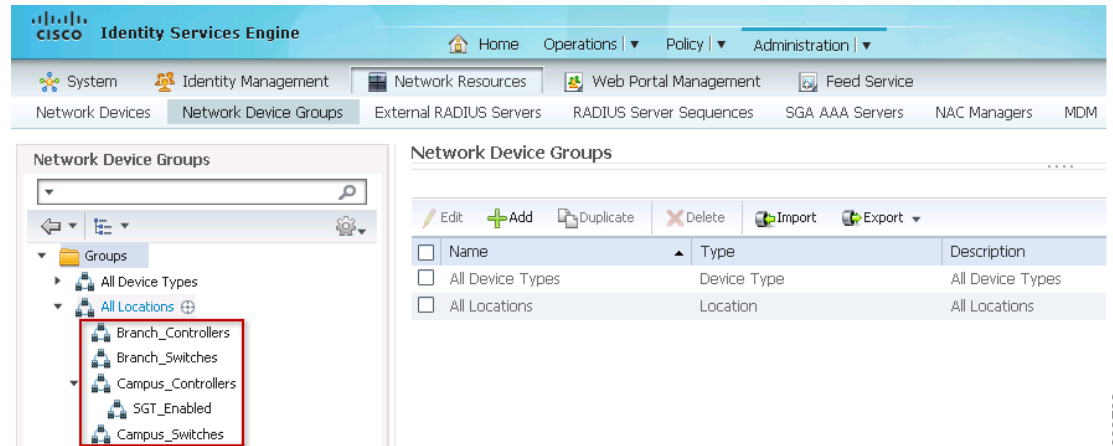 cisco Identity Services Engine
Home Operations Policy Administration
System Identity Management Network Resources Web Portal Management Feed Service
Network Devices Network Device Groups External RADIUS Servers RADIUS Server Sequences SGA AAA Servers NAC Managers MDM
Network Device Groups
Groups
All Device Types
All Locations
Branch_Controllers
Branch_Switches
Campus_Controllers
SGT_Enabled
Campus_Switches
Network Device Groups
Edit Add Duplicate Delete Import Export
Name Type Description
All Device Types Device Type All Device Types
All Locations Location All Locations